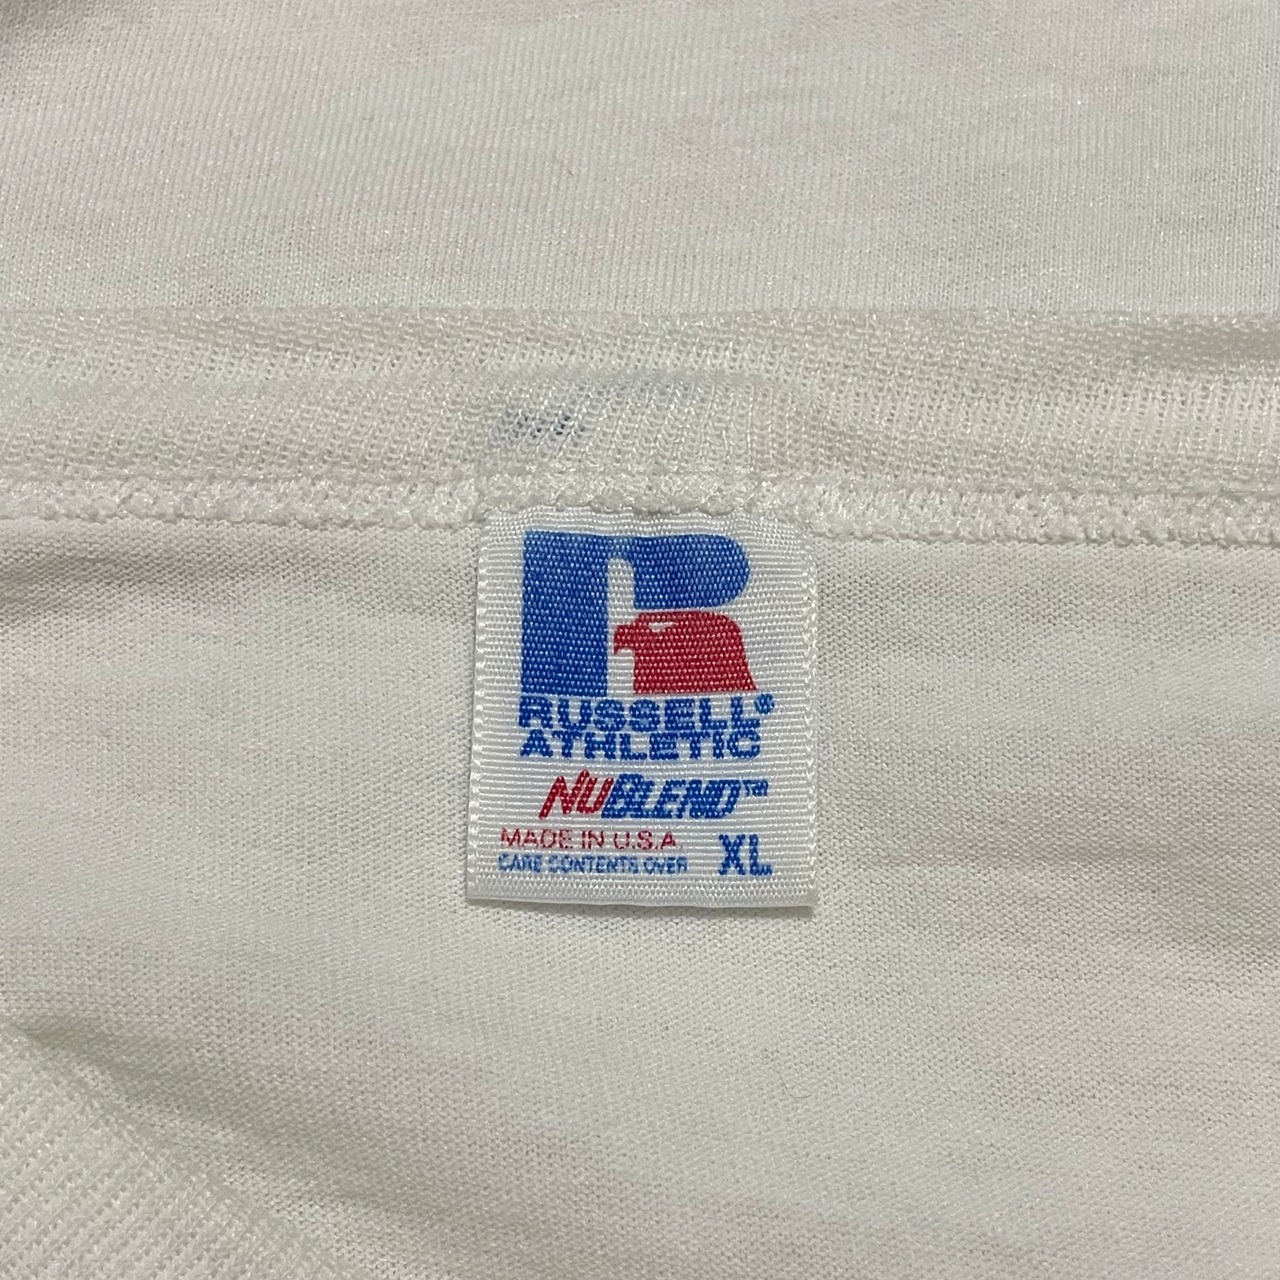 RUSSELL®
ATHLETIC
NUBLEND™
MADE IN U.S.A.
CARE CONTENTS OVER XL